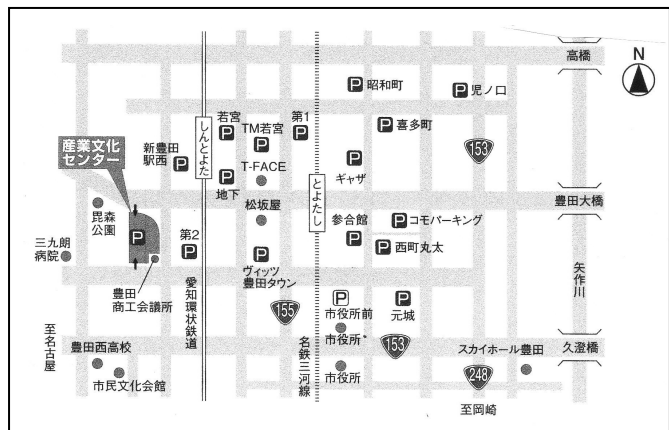 高橋
N
P 昭和町
P 児ノ口
若宮
P
TM若宮
P
第1
P
P 喜多町
153
産業文化
センター
新豊田
駅西
P
しんとよた
P
地下
T-FACE
P
ギャザ
とよたし
豊田大橋
昆森
公園
P
松坂屋
参合館
P
P コモパーキング
P 西町丸太
三九朗
病院
第2
P
P
ヴィッツ
豊田タウン
豊田
商工会議所
愛知環状鉄道
155
P
市役所前
P
元城
矢作川
至名古屋
豊田西高校
市民文化会館
名鉄三河線
市役所
153
市役所
スカイホール豊田
久澄橋
248
至岡崎